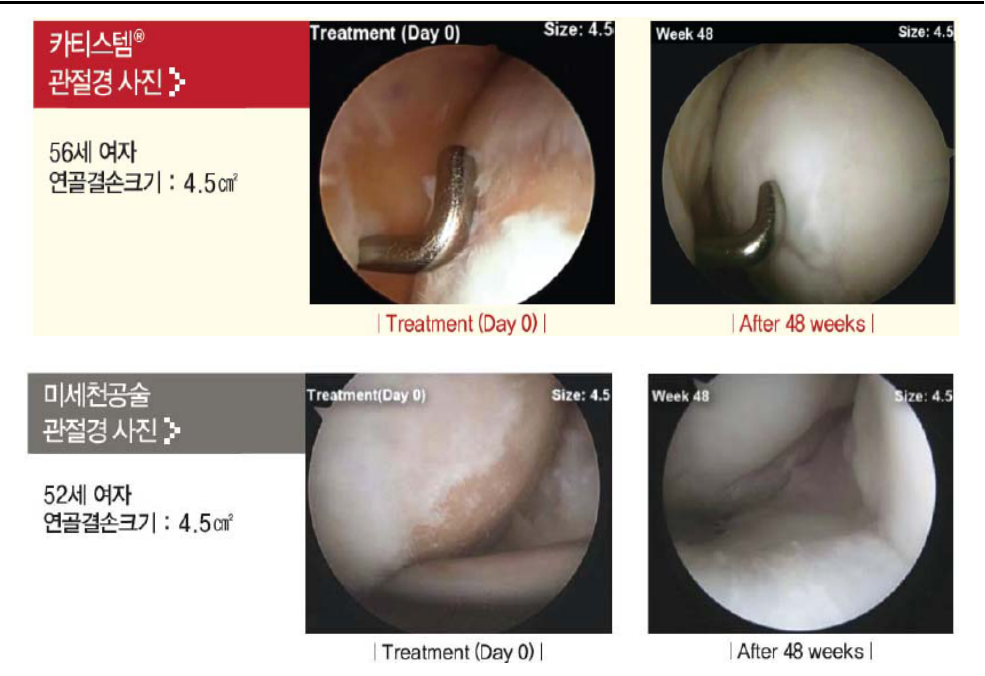 카티스템®
관절경 사진
56세 여자
연골결손크기 : 4.5㎠
Treatment (Day 0)
Size: 4.5
Week 48
Size: 4.5
| Treatment (Day 0) |
| After 48 weeks |
미세천공술
관절경 사진
52세 여자
연골결손크기 : 4.5㎠
Treatment(Day 0)
Size: 4.5
Week 48
Size: 4.5
| Treatment (Day 0) |
| After 48 weeks |